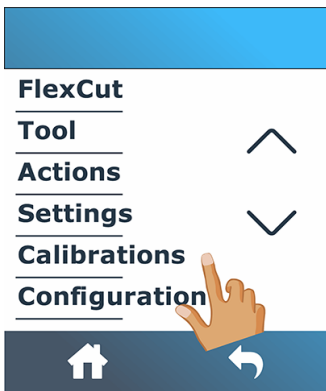 FlexCut
Tool
Actions
Settings
Calibrations
Configuration